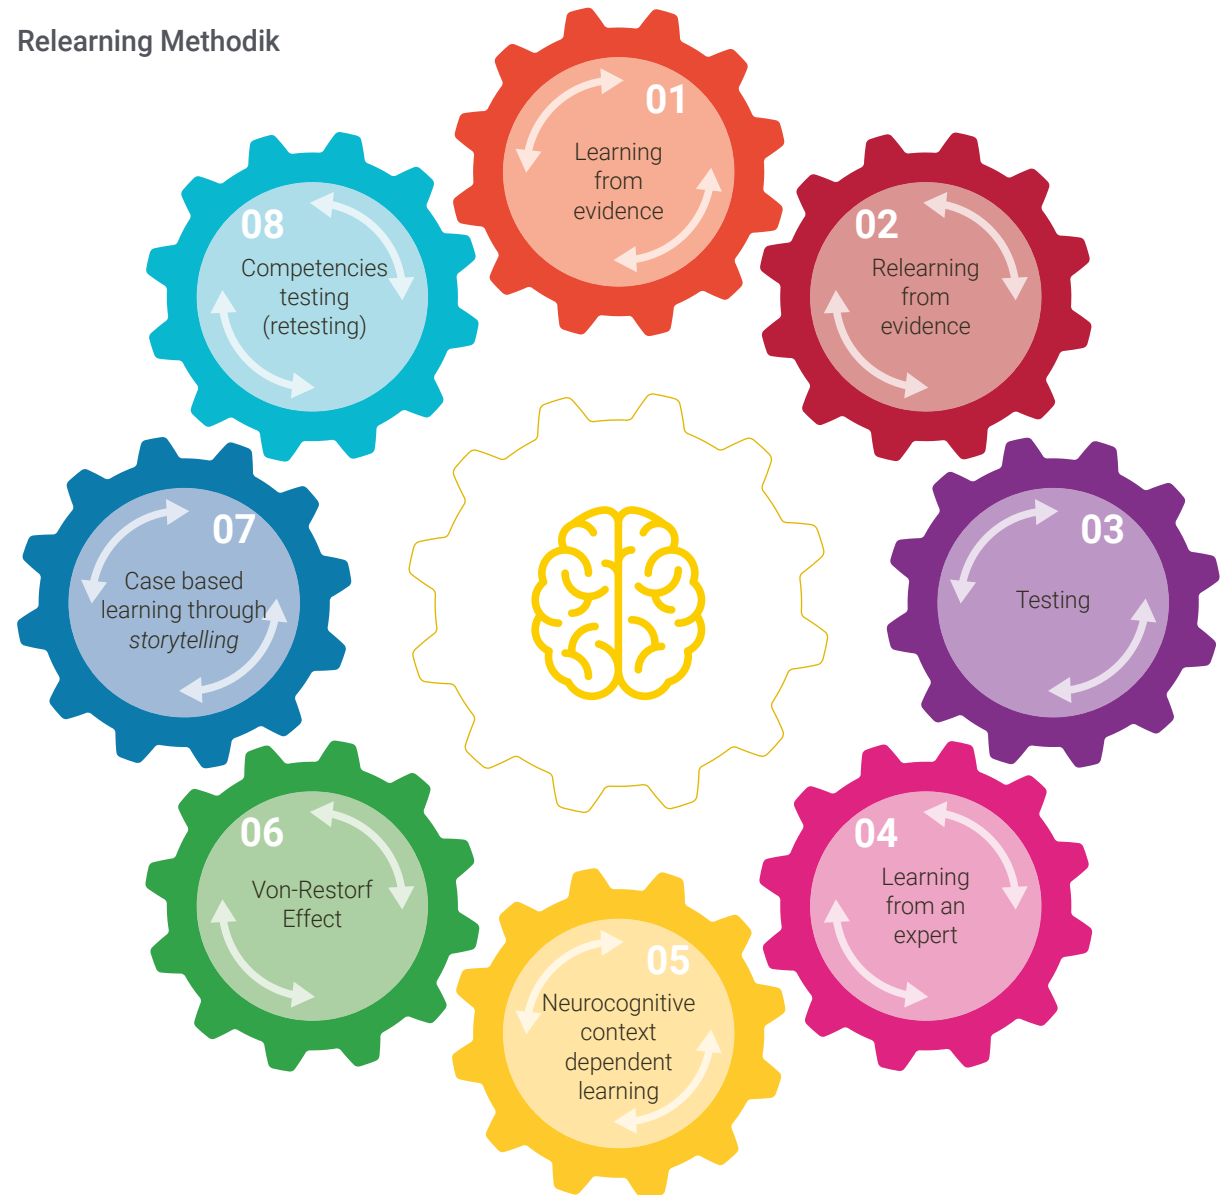 Relearning Methodik
01
Learning
from
evidence
02
Relearning
from
evidence
03
Testing
04
Learning
from an
expert
05
Neurocognitive
context
dependent
learning
06
Von-Restorf
Effect
07
Case based
learning through
storytelling
08
Competencies
testing
(retesting)